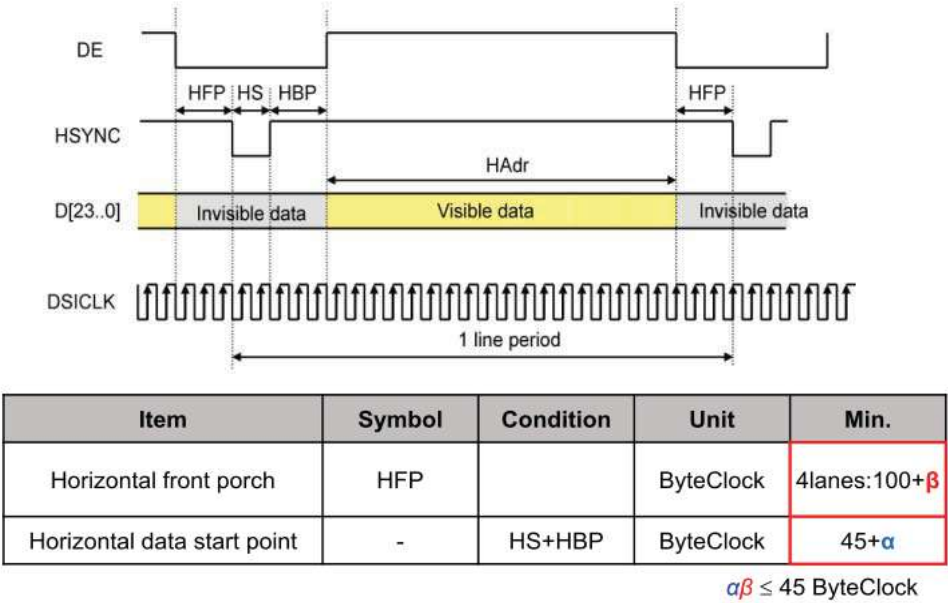 DE
HFP HS HBP HFP
HSYNC
HAdr
D[23..0] Invisible data Visible data Invisible data
DSICLK
1 line period
Item Symbol Condition Unit Min.
Horizontal front porch HFP ByteClock 4lanes:100+β
Horizontal data start point - HS+HBP ByteClock 45+α
αβ ≤ 45 ByteClock